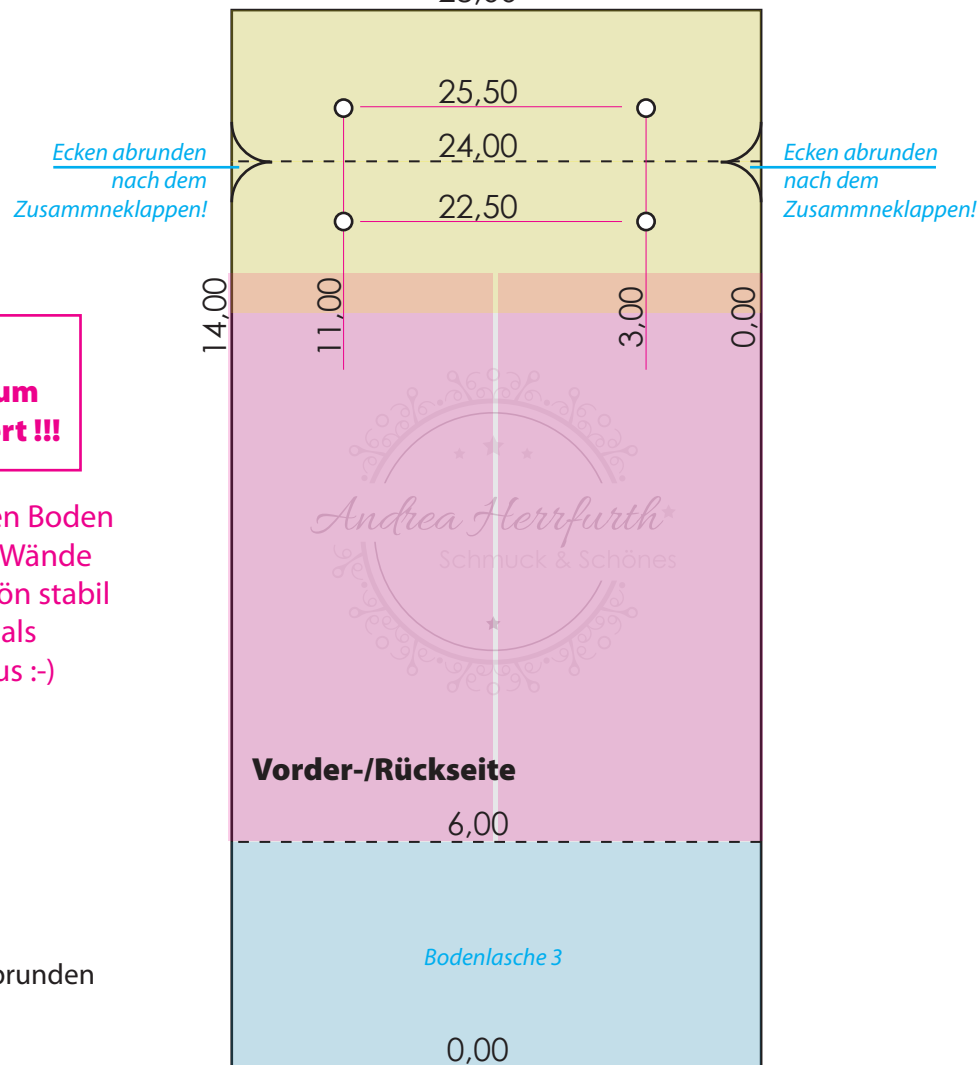 25,50
24,00
22,50
Ecken abrunden
nach dem
Zusammneklappen!
Ecken abrunden
nach dem
Zusammneklappen!
14,00
11,00
3,00
0,00
um
rt !!!
en Boden
Wände
ön stabil
als
us :-)
Andrea Herrfurth
Schmuck & Schönes
Vorder-/Rückseite
6,00
Bodenlasche 3
brunden
0,00